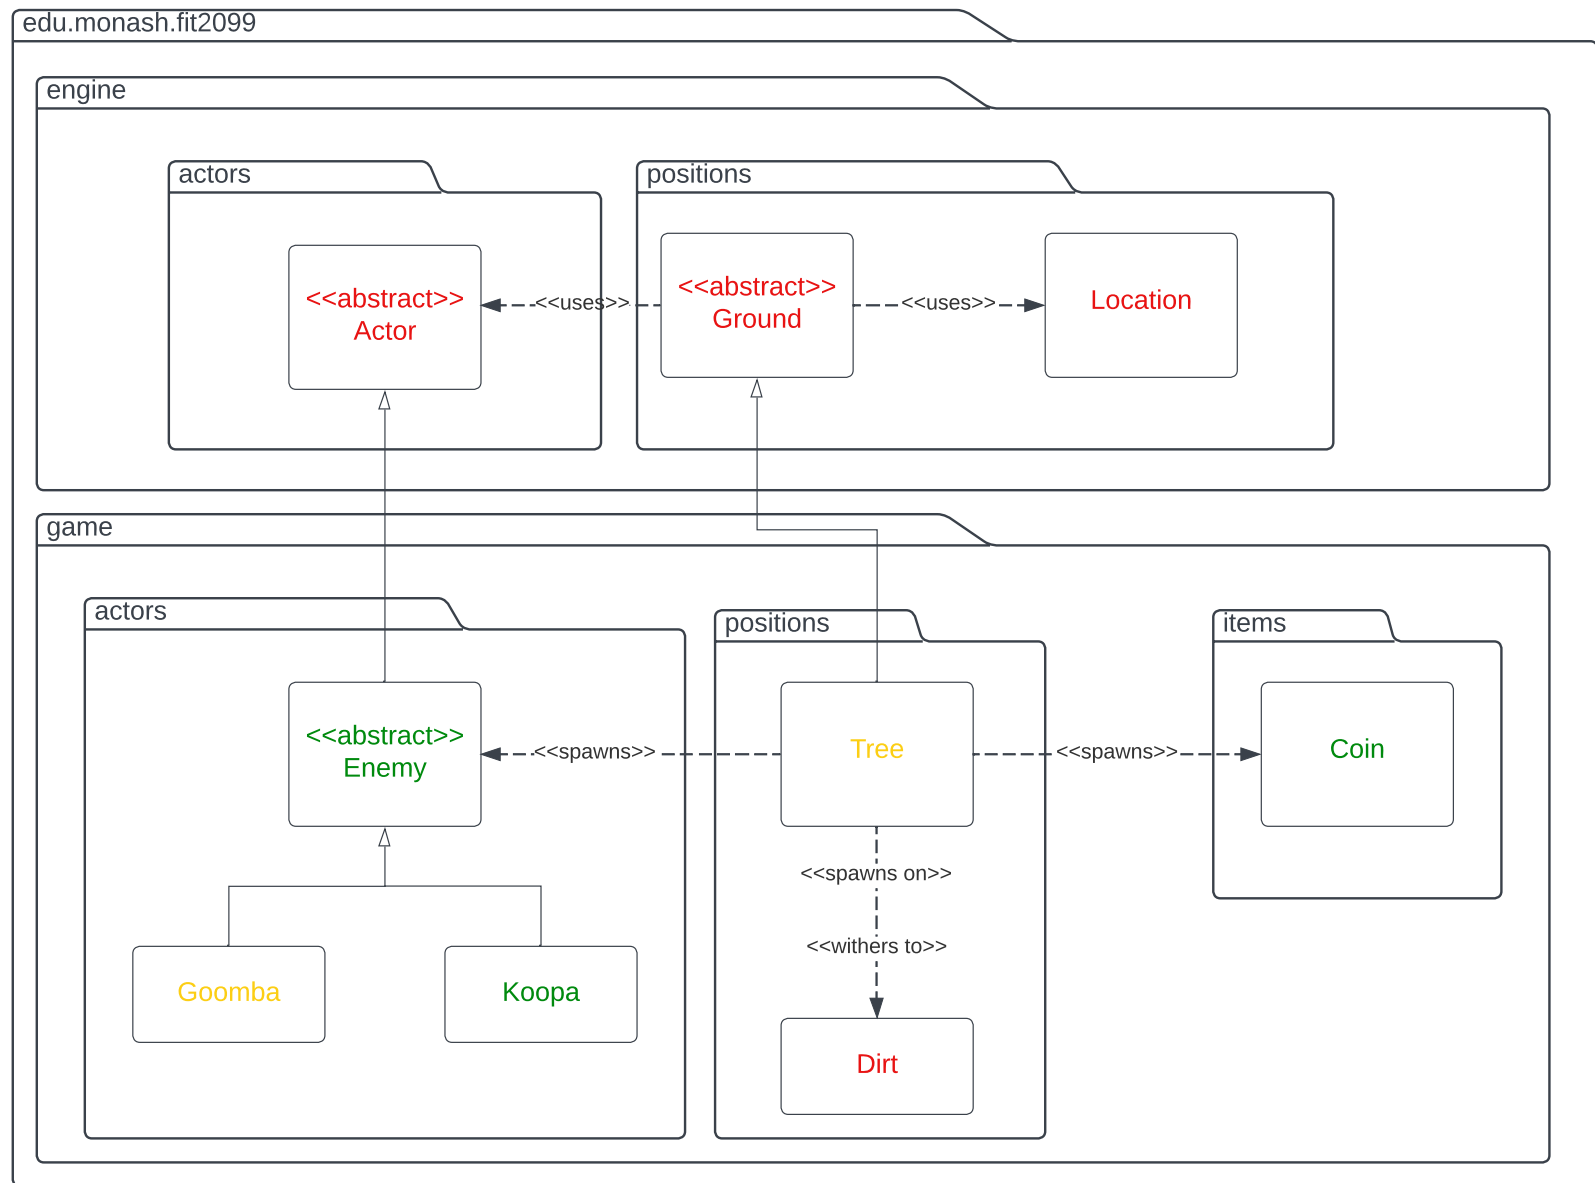 edu.monash.fit2099
engine
actors
positions
<<abstract>>
Actor
<<uses>>
<<abstract>>
Ground
<<uses>>
Location
game
actors
positions
items
<<abstract>>
Enemy
<<spawns>>
Tree
<<spawns>>
Coin
<<spawns on>>
<<withers to>>
Goomba
Koopa
Dirt